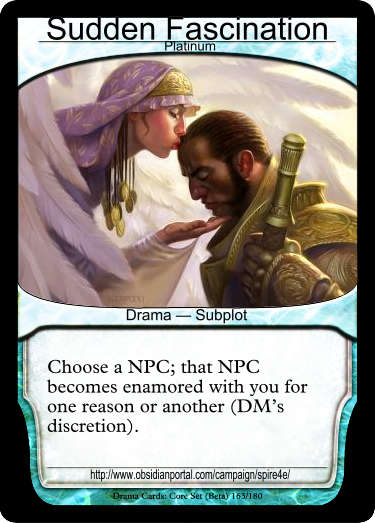 Sudden Fascination
Platinum
Drama — Subplot
Choose a NPC; that NPC
becomes enamored with you for
one reason or another (DM's
discretion).
http://www.obsidianportal.com/campaign/spire4e/
Drama Cards: Core Set (Beta) 163/180